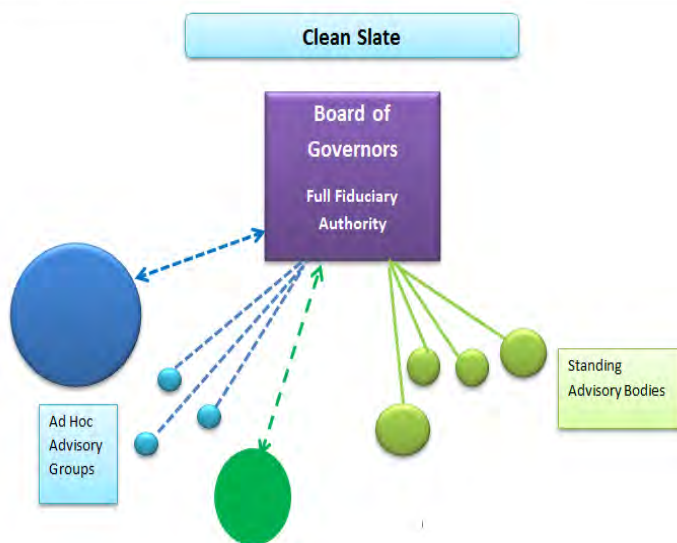 Clean Slate
Board of
Governors
Full Fiduciary
Authority
Standing
Advisory Bodies
Ad Hoc
Advisory
Groups